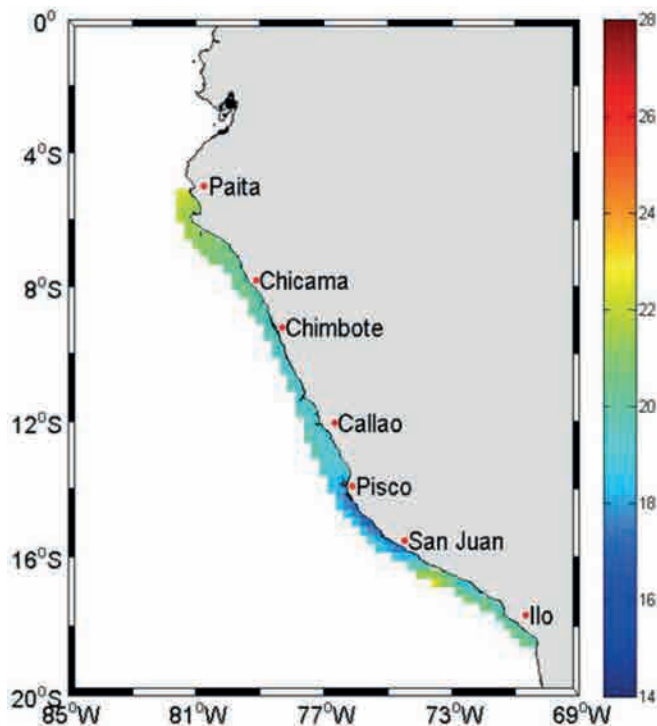 0°
4°S
8°S
12°S
16°S
20°S
85°W
81°W
77°W
73°W
69°W
Paita
Chicama
Chimbote
Callao
Pisco
San Juan
Ilo
28
26
24
22
20
18
16
14